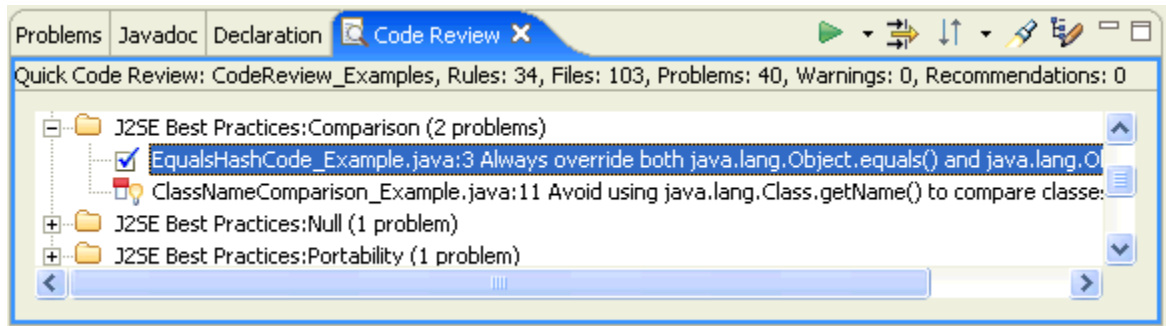 Problems Javadoc Declaration Code Review
Quick Code Review: CodeReview_Examples, Rules: 34, Files: 103, Problems: 40, Warnings: 0, Recommendations: 0
J2SE Best Practices:Comparison (2 problems)
EqualsHashCode_Example.java:3 Always override both java.lang.Object.equals() and java.lang.O
ClassNameComparison_Example.java:11 Avoid using java.lang.Class.getName() to compare classe
J2SE Best Practices:Null (1 problem)
J2SE Best Practices:Portability (1 problem)